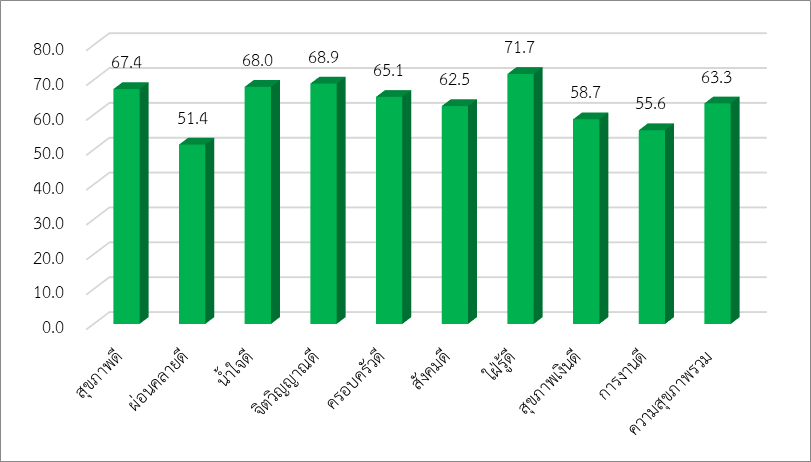 80.0
70.0
60.0
50.0
40.0
30.0
20.0
10.0
0.0
67.4
51.4
68.0
68.9
65.1
62.5
71.7
58.7
55.6
63.3
สุขภาพดี
ผ่อนคลายดี
น้ำใจดี
จิตวิญญาณดี
ครอบครัวดี
สังคมดี
ใฝ่รู้ดี
สุขภาพเงินดี
การงานดี
ความสุขภาพรวม